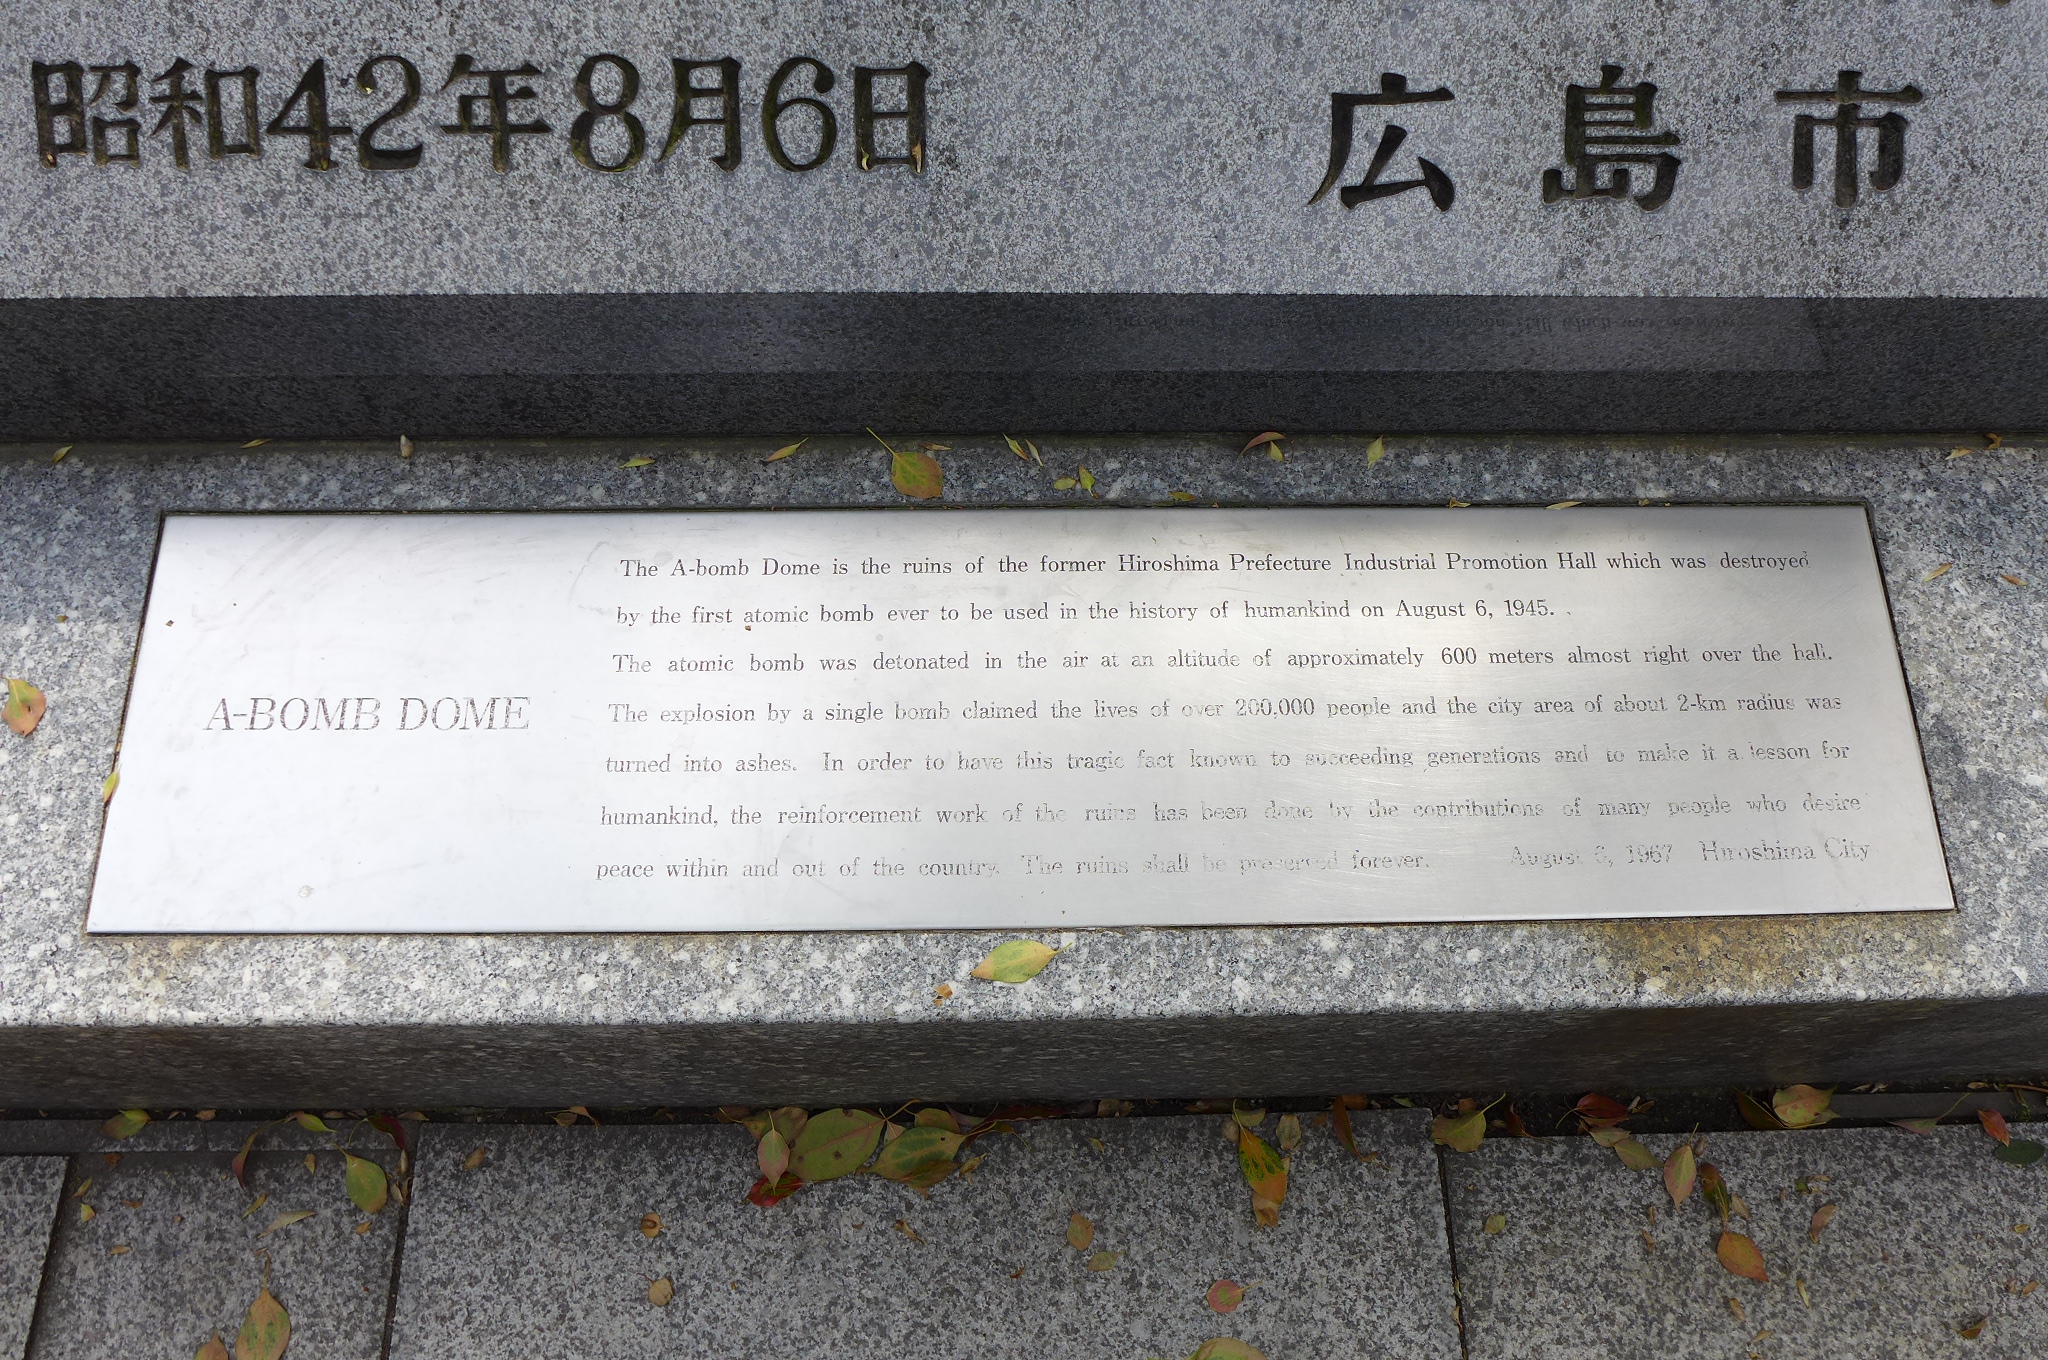 昭和42年8月6日 広島市
A-BOMB DOME
The A-bomb Dome is the ruins of the former Hiroshima Prefecture Industrial Promotion Hall which was destroyed
by the first atomic bomb ever to be used in the history of humankind on August 6, 1945.
The atomic bomb was detonated in the air at an altitude of approximately 600 meters almost right over the hall.
The explosion by a single bomb claimed the lives of over 200,000 people and the city area of about 2-km radius was
turned into ashes. In order to have this tragic fact known to succeeding generations and to make it a lesson for
humankind, the reinforcement work of the ruins has been done by the contributions of many people who desire
peace within and out of the country. The ruins shall be preserved forever. August 6, 1967 Hiroshima City